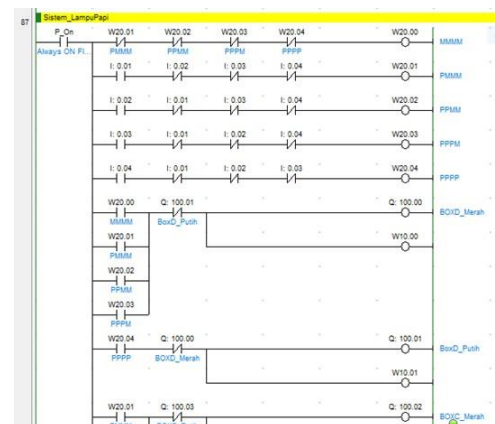 87
Sistem_LampuPapi
P_On W20.01 W20.02 W20.03 W20.04 W20.00
Always ON Fl... PMMM PPMM PPPM PPPP MMMM
I: 0.01 I: 0.02 I: 0.03 I: 0.04 W20.01
PMMM
I: 0.02 I: 0.01 I: 0.03 I: 0.04 W20.02
PPMM
I: 0.03 I: 0.01 I: 0.02 I: 0.04 W20.03
PPPM
I: 0.04 I: 0.01 I: 0.02 I: 0.03 W20.04
PPPP
W20.00 Q: 100.01 Q: 100.00
MMMM BoxD_Putih BOXD_Merah
W20.01 W10.00
PMMM
W20.02
PPMM
W20.03
PPPM
W20.04 Q: 100.00 Q: 100.01
PPPP BOXD_Merah BoxD_Putih
W10.01
W20.01 Q: 100.03 Q: 100.02
BOXC_Merah